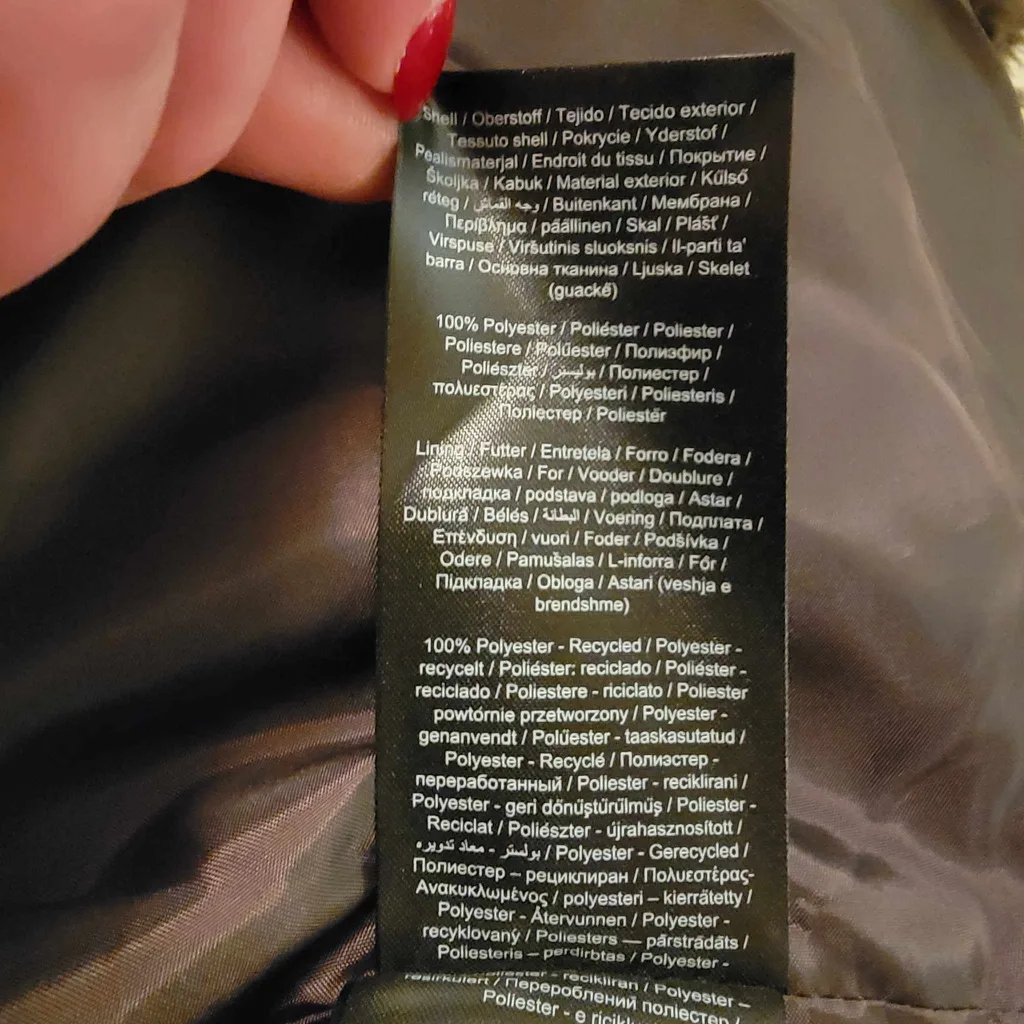 Shell / Oberstoff / Tejido / Tecido exterior /
Tessuto shell / Pokrycie / Yderstof /
Pealismaterjal / Endroit du tissu / Покрытие /
Školjka / Kabuk / Material exterior / Külső
réteg / وجه القماش / Buitenkant / Мембрана /
Περίβλημα / päällinen / Skal / Plášť /
Virspuse / Viršutinis sluoksnis / Il-parti ta'
barra / Основна тканина / Ljuska / Skelet
(guackë)
100% Polyester / Poliéster / Poliester /
Poliestere / Polüester / Полиэфир /
Poliészter / بوليستر / Полиестер /
πολυεστέρας / Polyesteri / Poliesteris /
Поліестер / Poliestër
Lining / Futter / Entretela / Forro / Fodera /
Podszewka / For / Vooder / Doublure /
подкладка / podstava / podloga / Astar /
Dublură / Bélés / البطانة / Voering / Подплата /
Επένδυση / vuori / Foder / Podšívka /
Odere / Pamušalas / L-inforra / Fór /
Підкладка / Obloga / Astari (veshja e
brendshme)
100% Polyester - Recycled / Polyester -
recycelt / Poliéster: reciclado / Poliéster -
reciclado / Poliestere - riciclato / Poliester
powtórnie przetworzony / Polyester -
genanvendt / Polüester - taaskasutatud /
Polyester - Recyclé / Полиэстер -
переработанный / Poliester - reciklirani /
Polyester - geri dönüştürülmüş / Poliester -
Reciclat / Poliészter - újrahasznosított /
بولستر - معاد تدويره / Polyester - Gerecycled /
Полиестер – рециклиран / Πολυεστέρας-
Ανακυκλωμένος / polyesteri – kierrätetty /
Polyester - Återvunnen / Polyester -
recyklovaný / Poliesters — pārstrādāts /
Poliesteris – perdirbtas / Polyester -
recikliran / Polyester –
Перероблений поліестер /
Poliester - e